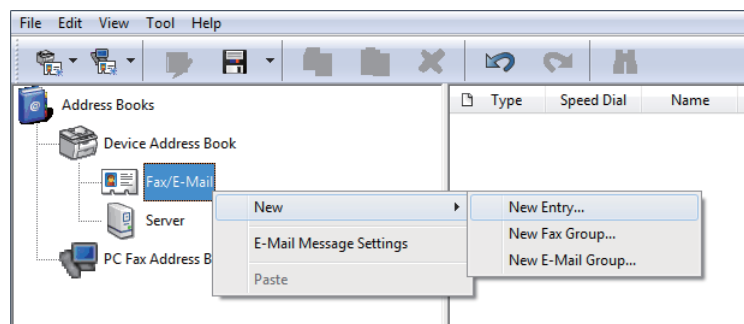 File Edit View Tool Help
Address Books
Type Speed Dial Name
Device Address Book
Fax/E-Mail
New
New Entry...
Server
E-Mail Message Settings
New Fax Group...
PC Fax Address B
New E-Mail Group...
Paste